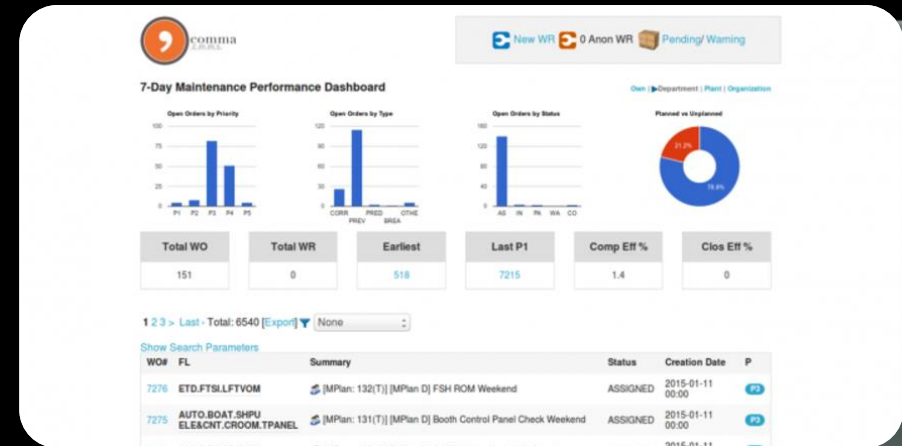 comma
New WR 0 Anon WR Pending/ Warning
7-Day Maintenance Performance Dashboard
Own | Department | Plant | Organization
Open Orders by Priority
100
75
50
25
0
P1 P2 P3 P4 P5
Open Orders by Type
120
90
60
30
0
CORR PRED OTHE
PREV BREA
Open Orders by Status
160
120
80
40
0
AS IN PA WA CO
Planned vs Unplanned
21.2%
78.8%
Total WO Total WR Earliest Last P1 Comp Eff % Clos Eff %
151 0 518 7215 1.4 0
1 2 3 > Last - Total: 6540 [Export] None
Show Search Parameters
WO# FL Summary Status Creation Date P
7276 ETD.FTSI.LFTVOM [MPlan: 132(T)] [MPlan D] FSH ROM Weekend ASSIGNED 2015-01-11 00:00 P3
7275 AUTO.BOAT.SHPU ELE&CNT.CROOM.TPANEL [MPlan: 131(T)] [MPlan D] Booth Control Panel Check Weekend ASSIGNED 2015-01-11 00:00 P3
2015-01-11